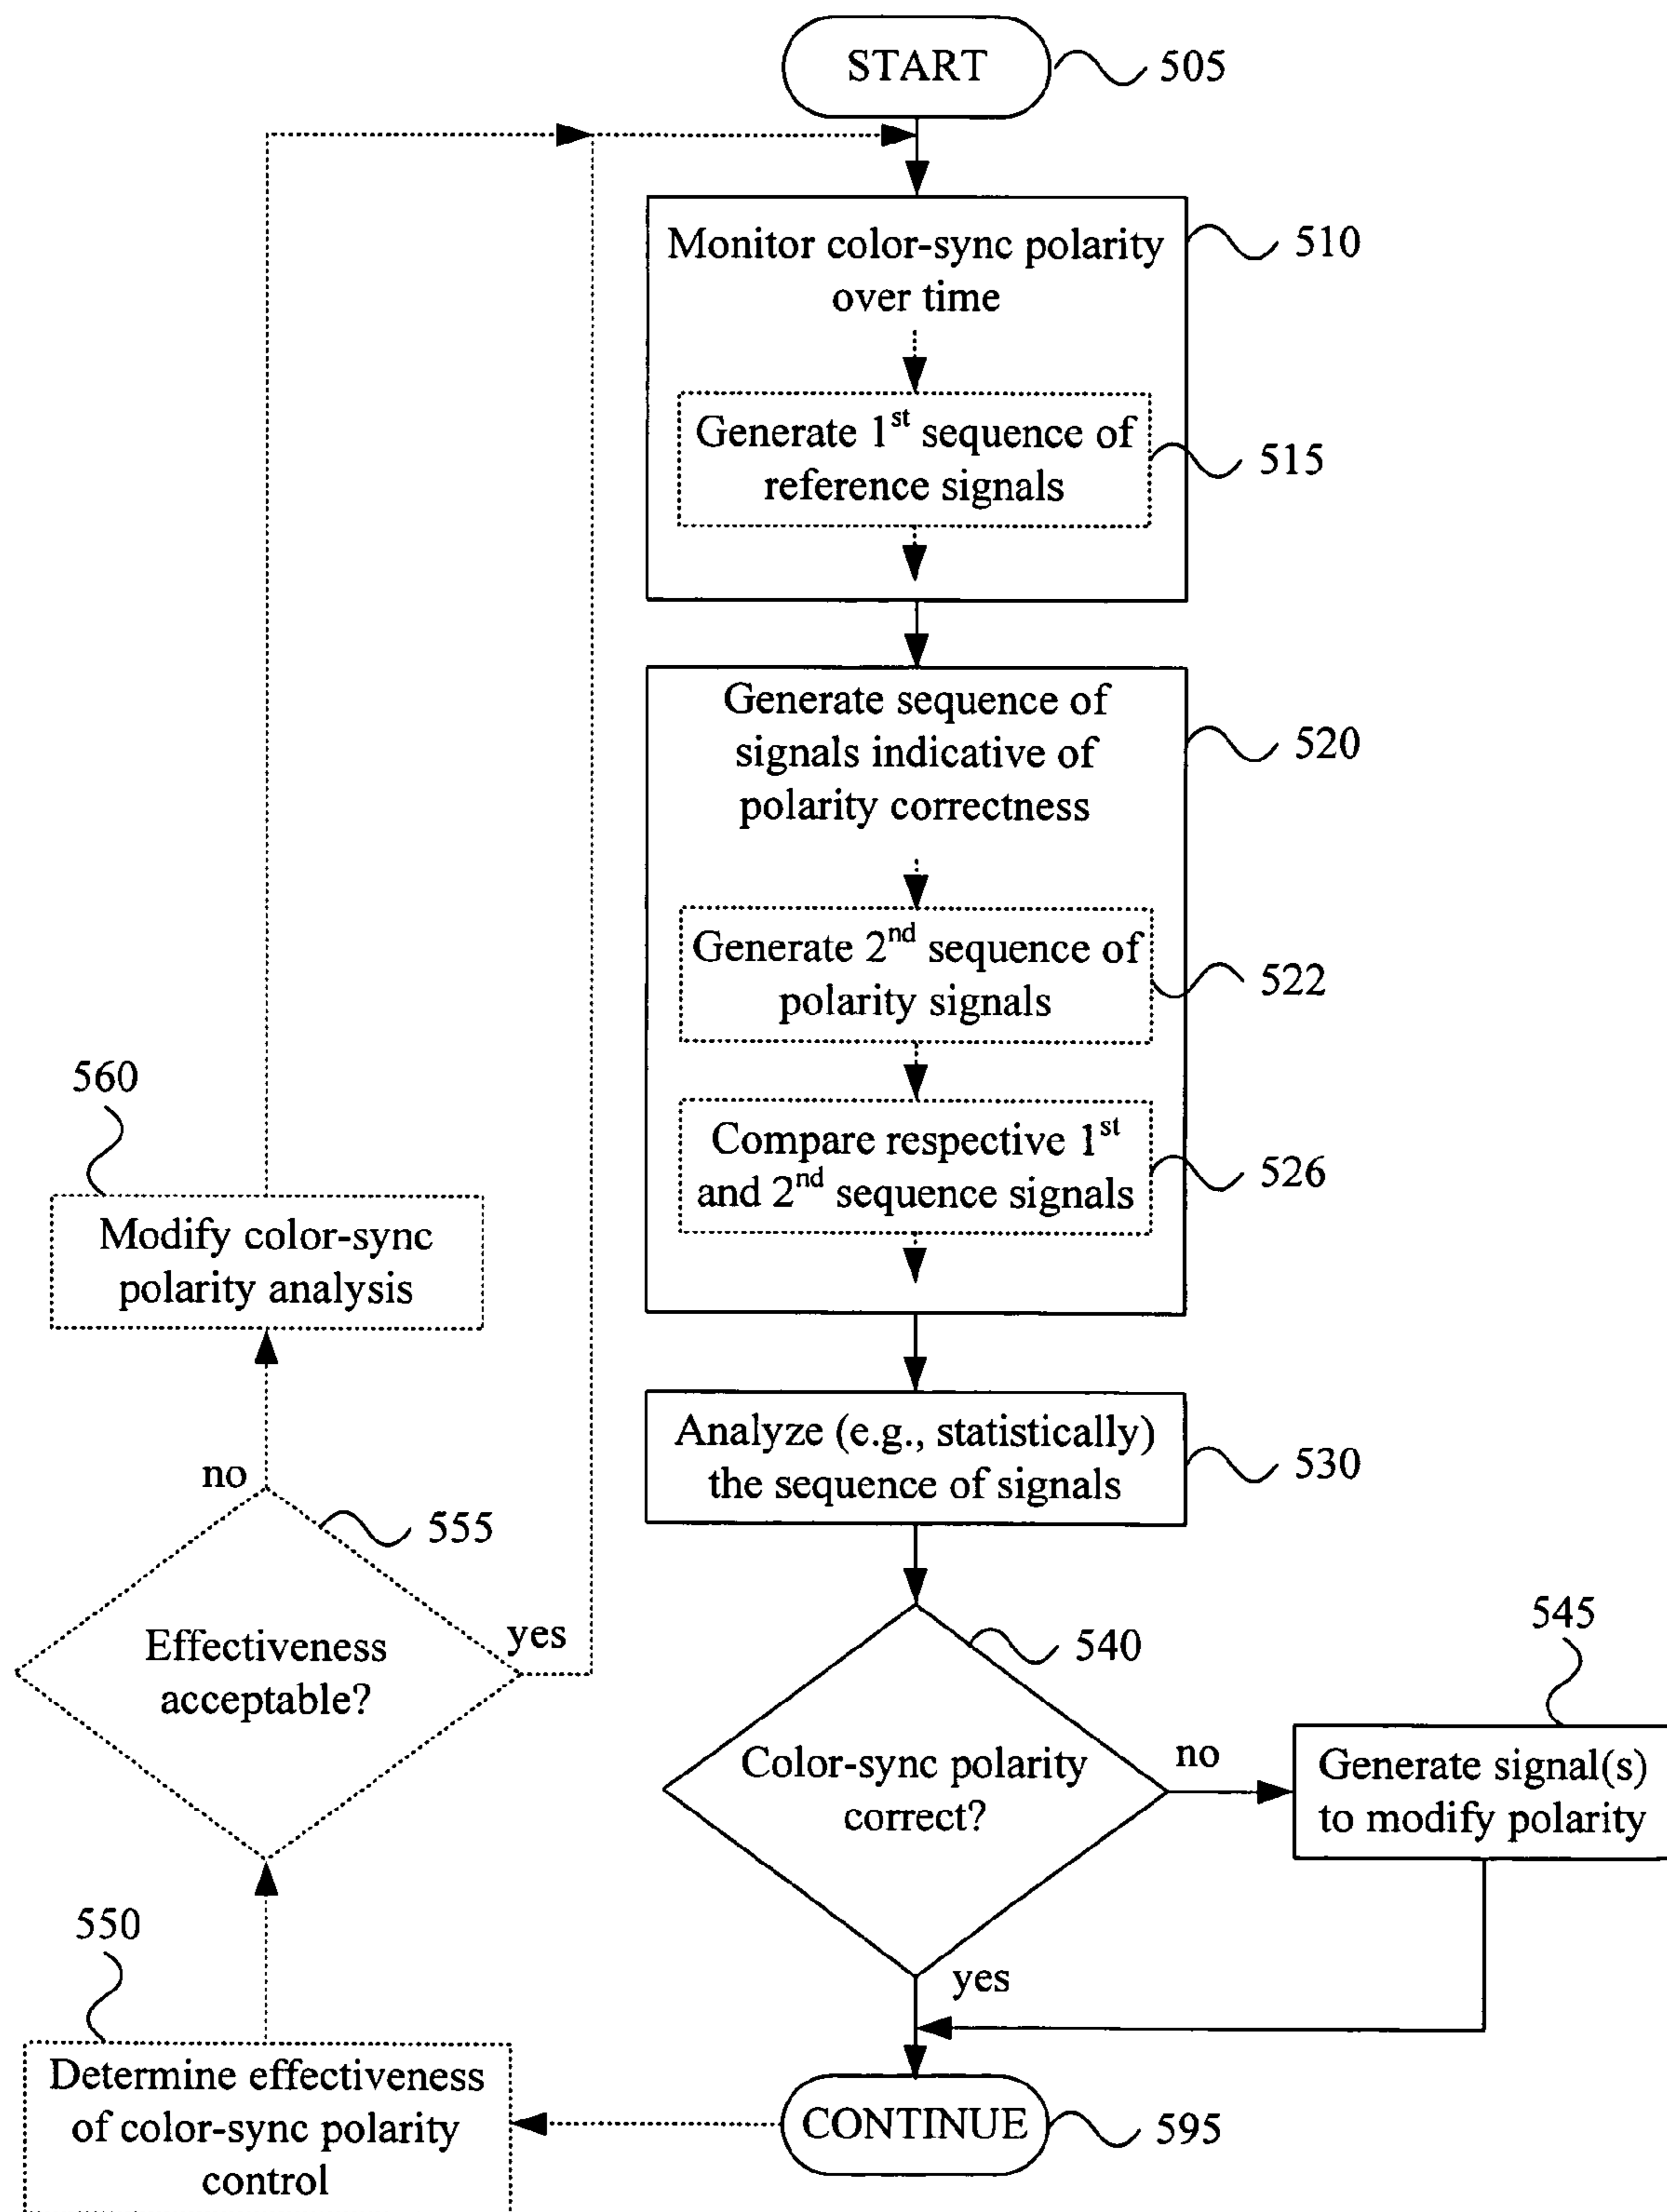 START
505
Monitor color-sync polarity
over time
510
Generate 1st sequence of
reference signals
515
Generate sequence of
signals indicative of
polarity correctness
520
Generate 2nd sequence of
polarity signals
522
Compare respective 1st
and 2nd sequence signals
526
Analyze (e.g., statistically)
the sequence of signals
530
Color-sync polarity
correct?
540
no
yes
545
Generate signal(s)
to modify polarity
CONTINUE
595
550
Determine effectiveness
of color-sync polarity
control
Effectiveness
acceptable?
555
no
yes
560
Modify color-sync
polarity analysis